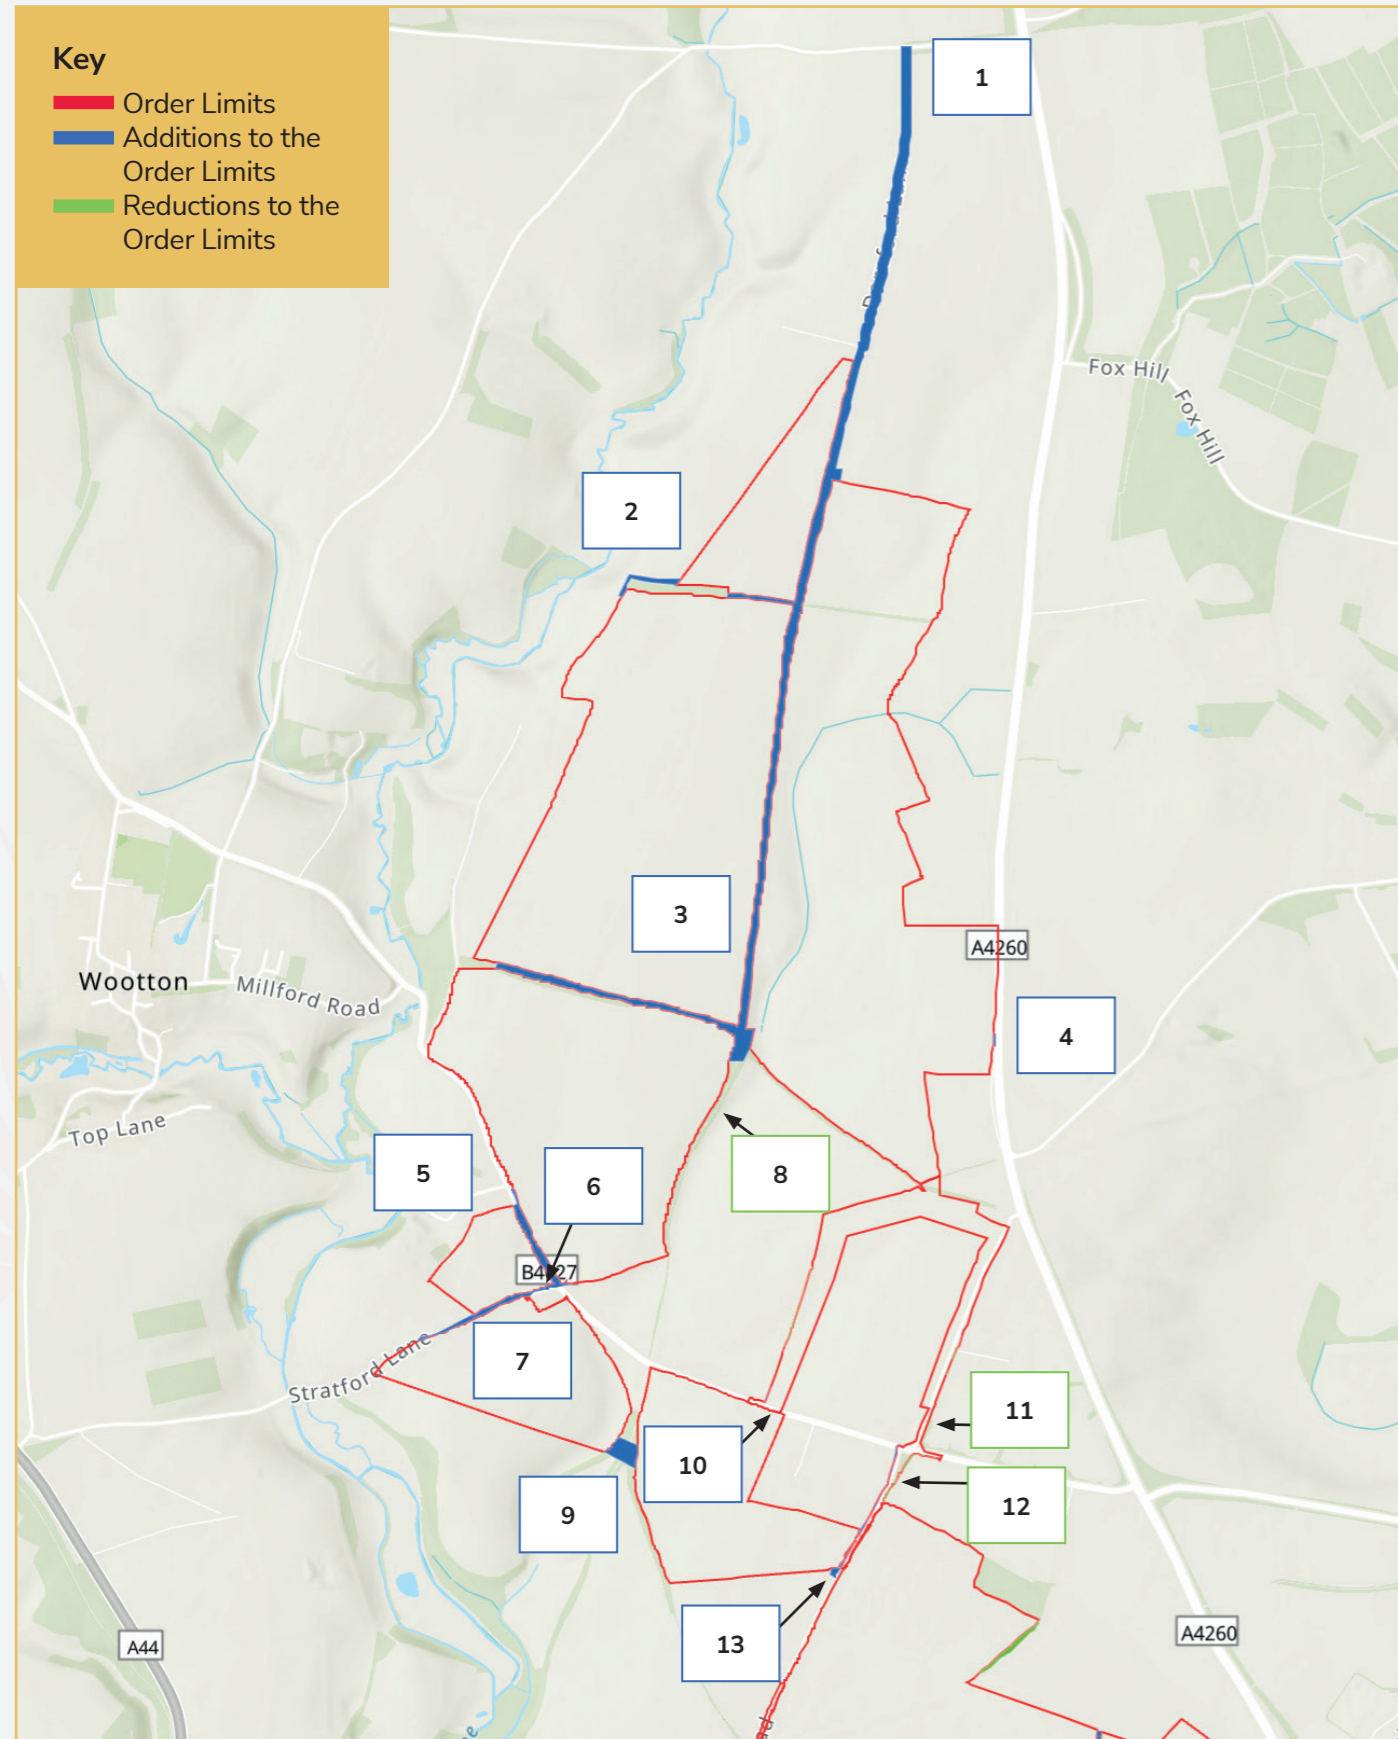 Key
Order Limits
Additions to the
Order Limits
Reductions to the
Order Limits
1
Fox Hill
Fox Hill
2
3
A4260
Wootton
Millford Road
4
Top Lane
5
6
8
7
Stratford Lane
11
10
9
12
13
A44
A4260